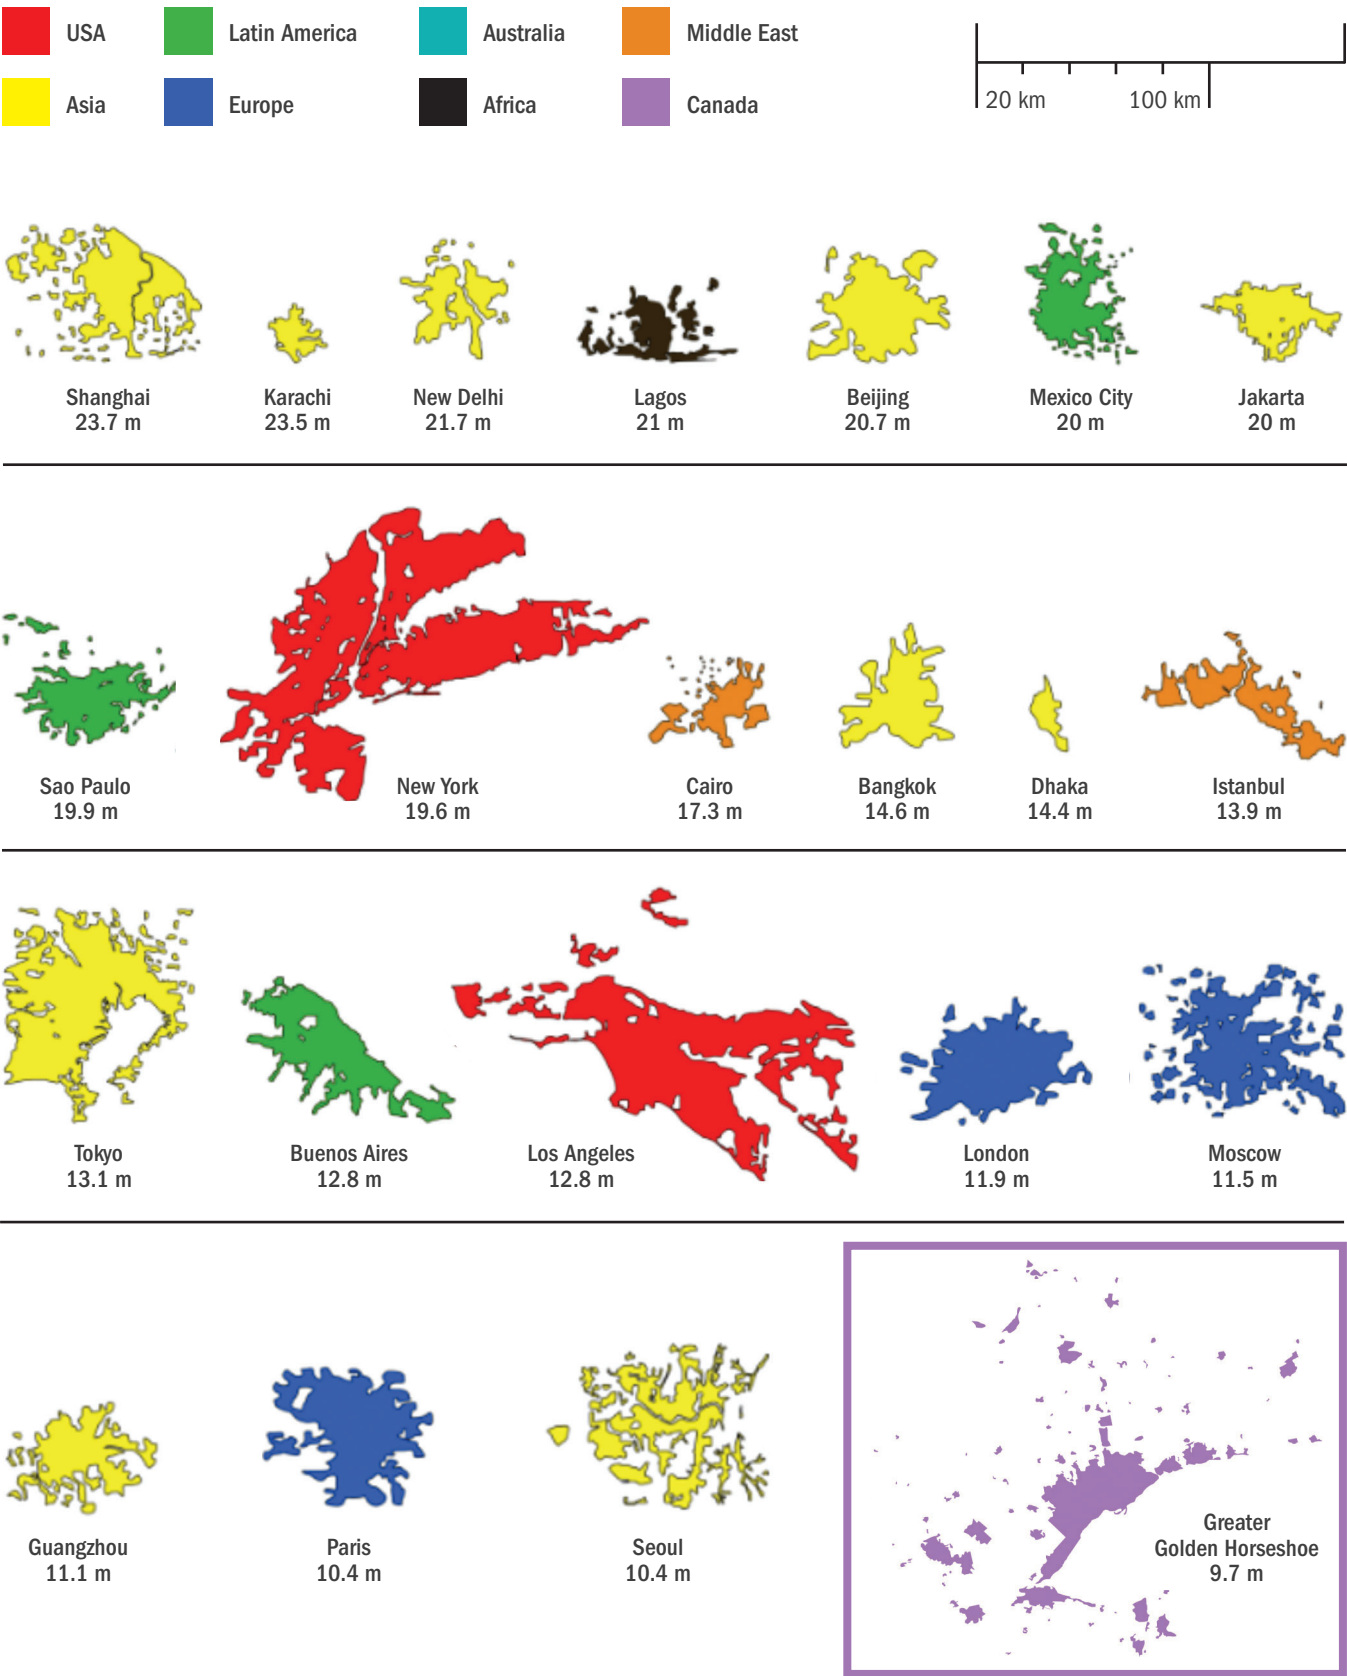 USA
Latin America
Australia
Middle East
Asia
Europe
Africa
Canada
20 km
100 km
Shanghai
23.7 m
Karachi
23.5 m
New Delhi
21.7 m
Lagos
21 m
Beijing
20.7 m
Mexico City
20 m
Jakarta
20 m
Sao Paulo
19.9 m
New York
19.6 m
Cairo
17.3 m
Bangkok
14.6 m
Dhaka
14.4 m
Istanbul
13.9 m
Tokyo
13.1 m
Buenos Aires
12.8 m
Los Angeles
12.8 m
London
11.9 m
Moscow
11.5 m
Guangzhou
11.1 m
Paris
10.4 m
Seoul
10.4 m
Greater
Golden Horseshoe
9.7 m